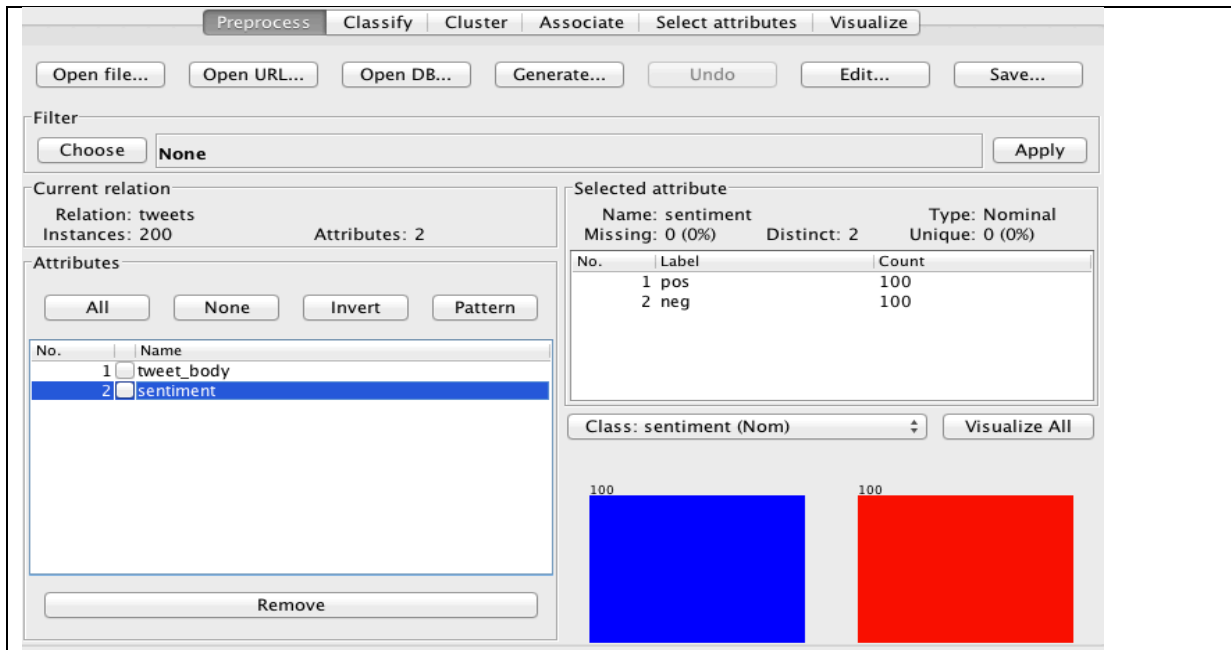 Preprocess Classify Cluster Associate Select attributes Visualize
Open file... Open URL... Open DB... Generate... Undo Edit... Save...
Filter
Choose None Apply
Current relation
Relation: tweets
Instances: 200 Attributes: 2
Attributes
All None Invert Pattern
No. Name
1 tweet_body
2 sentiment
Remove
Selected attribute
Name: sentiment Type: Nominal
Missing: 0 (0%) Distinct: 2 Unique: 0 (0%)
No. Label Count
1 pos 100
2 neg 100
Class: sentiment (Nom) Visualize All
100 100